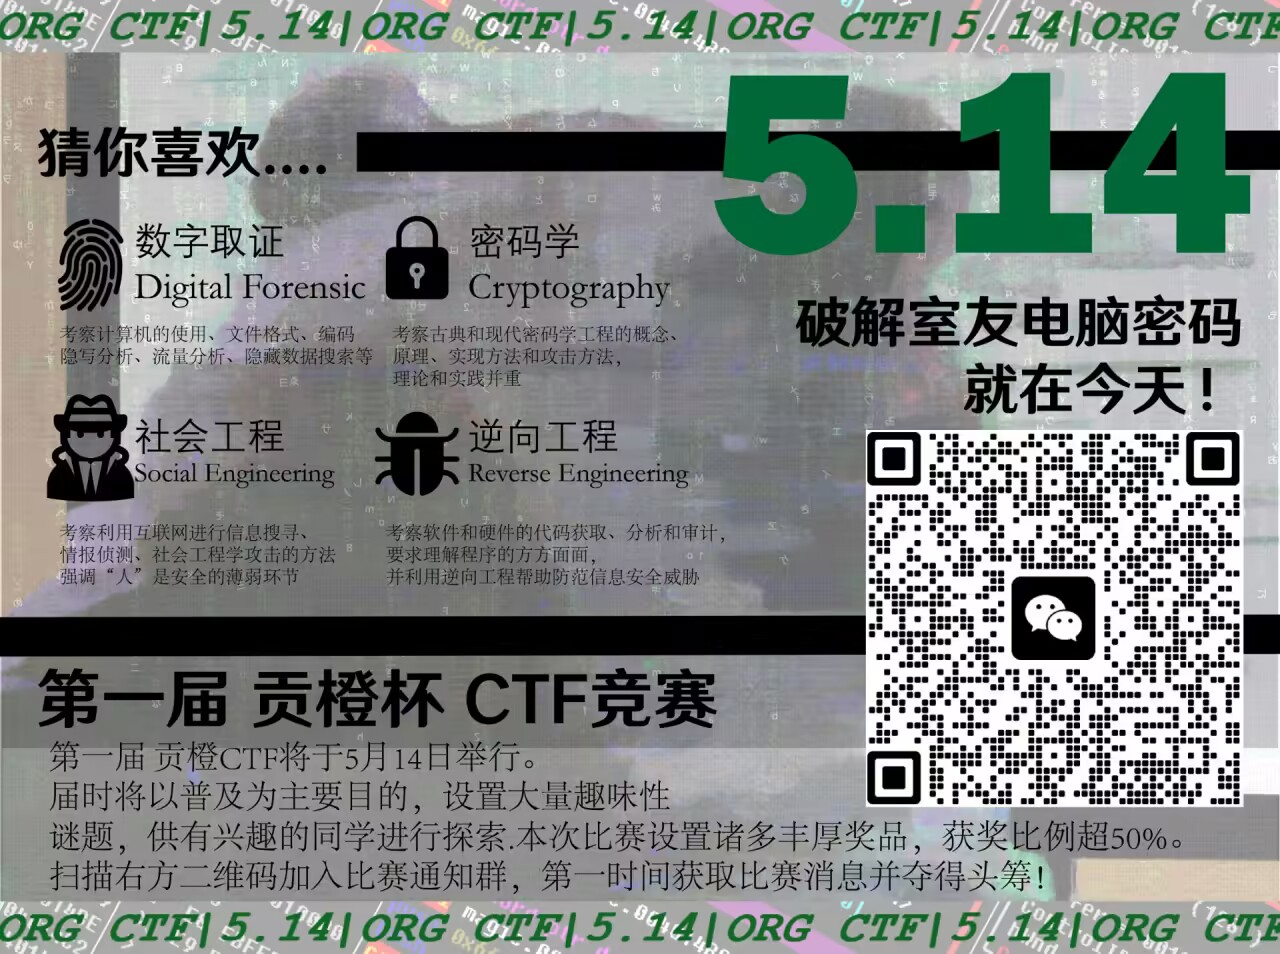 ORG CTF|5.14|ORG CTF|5.14|ORG CTF|5.14|ORG CTF
猜你喜欢....
5.14
数字取证
Digital Forensic
考察计算机的使用、文件格式、编码
隐写分析、流量分析、隐藏数据搜索等
密码学
Cryptography
考察古典和现代密码学工程的概念、
原理、实现方法和攻击方法，
理论和实践并重
破解室友电脑密码
就在今天！
社会工程
Social Engineering
考察利用互联网进行信息搜寻、
情报侦测、社会工程学攻击的方法
强调“人”是安全的薄弱环节
逆向工程
Reverse Engineering
考察软件和硬件的代码获取、分析和审计，
要求理解程序的方方面面，
并利用逆向工程帮助防范信息安全威胁
第一届 贡橙杯 CTF竞赛
第一届 贡橙CTF将于5月14日举行。
届时将以普及为主要目的，设置大量趣味性
谜题，供有兴趣的同学进行探索.本次比赛设置诸多丰厚奖品，获奖比例超50%。
扫描右方二维码加入比赛通知群，第一时间获取比赛消息并夺得头筹！
ORG CTF|5.14|ORG CTF|5.14|ORG CTF|5.14|ORG CTF